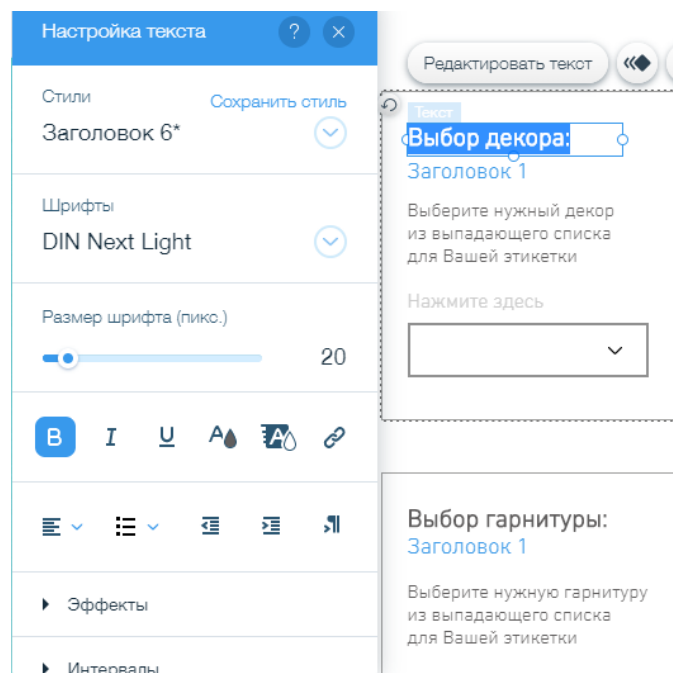 Настройка текста
?
Стили
Сохранить стиль
Заголовок 6*
Шрифты
DIN Next Light
Размер шрифта (пикс.)
20
B I U A A
Эффекты
Интервалы
Редактировать текст
Текст
Выбор декора:
Заголовок 1
Выберите нужный декор
из выпадающего списка
для Вашей этикетки
Нажмите здесь
Выбор гарнитуры:
Заголовок 1
Выберите нужную гарнитуру
из выпадающего списка
для Вашей этикетки